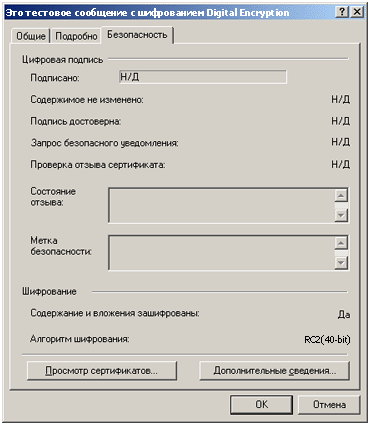 Это тестовое сообщение с шифрованием Digital Encryption
Общие Подробно Безопасность
Цифровая подпись
Подписано: Н/Д
Содержимое не изменено: Н/Д
Подпись достоверна: Н/Д
Запрос безопасного уведомления: Н/Д
Проверка отзыва сертификата: Н/Д
Состояние
отзыва:
Метка
безопасности:
Шифрование
Содержание и вложения зашифрованы: Да
Алгоритм шифрования: RC2(40-bit)
Просмотр сертификатов... Дополнительные сведения...
OK Отмена